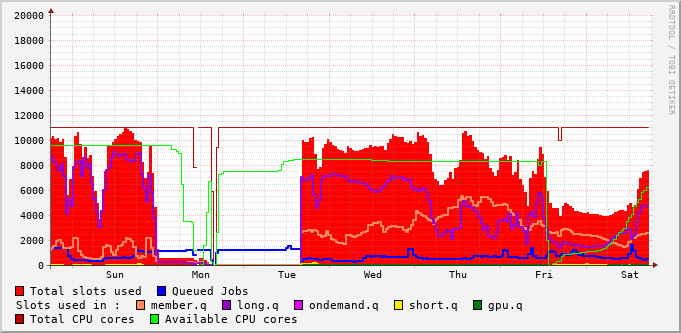 RRDTOOL / TOBI OETIKER
20000
18000
16000
14000
12000
10000
8000
6000
4000
2000
0
Sun Mon Tue Wed Thu Fri Sat
Total slots used Queued Jobs
Slots used in : member.q long.q ondemand.q short.q gpu.q
Total CPU cores Available CPU cores